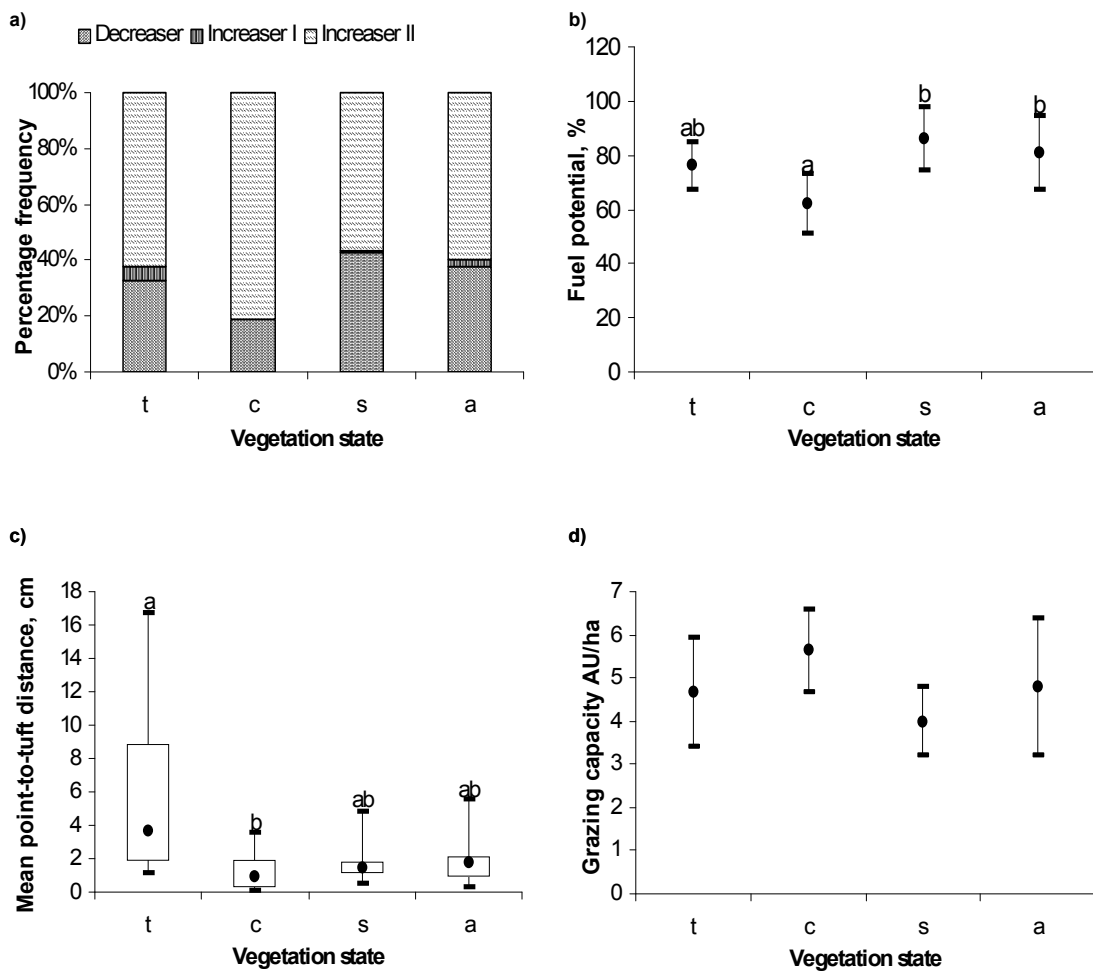 a)
Decreaser Increaser I Increaser II
Percentage frequency
100%
80%
60%
40%
20%
0%
t c s a
Vegetation state
b)
Fuel potential, %
120
100
80
60
40
20
0
ab a b b
t c s a
Vegetation state
c)
Mean point-to-tuft distance, cm
18
16
14
12
10
8
6
4
2
0
a b ab ab
t c s a
Vegetation state
d)
Grazing capacity AU/ha
7
6
5
4
3
2
1
0
t c s a
Vegetation state